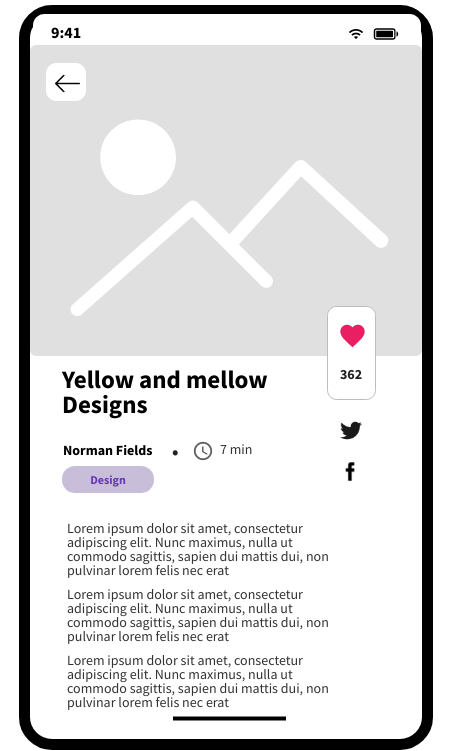 9:41
362
Yellow and mellow
Designs
Norman Fields • 7 min
Design
Lorem ipsum dolor sit amet, consectetur
adipiscing elit. Nunc maximus, nulla ut
commodo sagittis, sapien dui mattis dui, non
pulvinar lorem felis nec erat
Lorem ipsum dolor sit amet, consectetur
adipiscing elit. Nunc maximus, nulla ut
commodo sagittis, sapien dui mattis dui, non
pulvinar lorem felis nec erat
Lorem ipsum dolor sit amet, consectetur
adipiscing elit. Nunc maximus, nulla ut
commodo sagittis, sapien dui mattis dui, non
pulvinar lorem felis nec erat